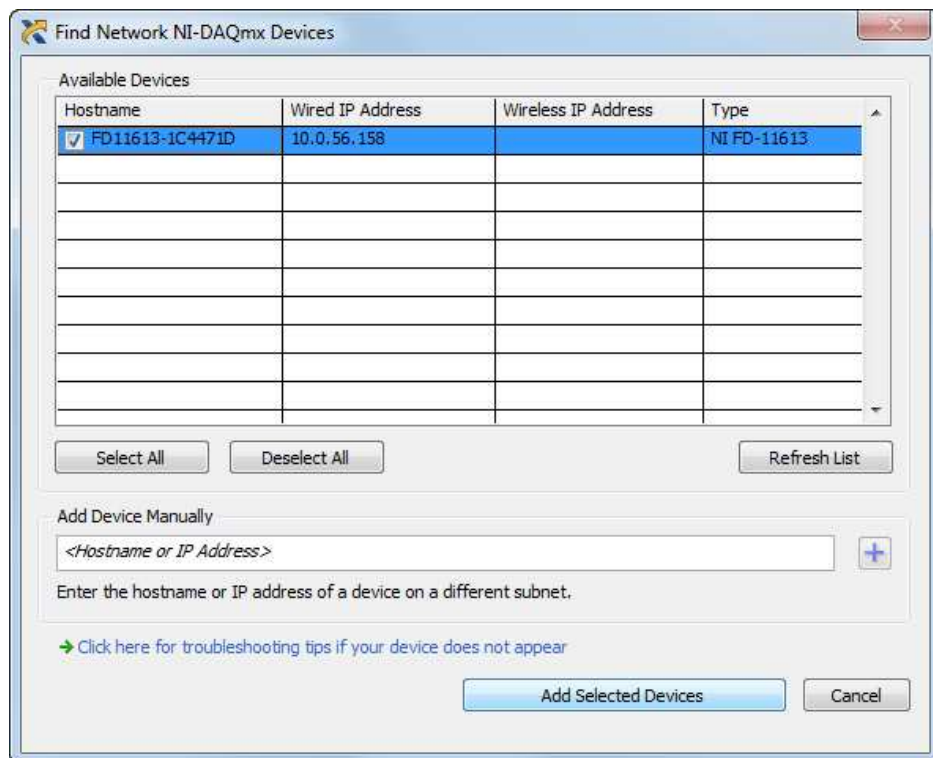 Find Network NI-DAQmx Devices
Available Devices
Hostname Wired IP Address Wireless IP Address Type
FD11613-1C4471D 10.0.56.158 NI FD-11613
Select All Deselect All Refresh List
Add Device Manually
<Hostname or IP Address>
Enter the hostname or IP address of a device on a different subnet.
Click here for troubleshooting tips if your device does not appear
Add Selected Devices Cancel